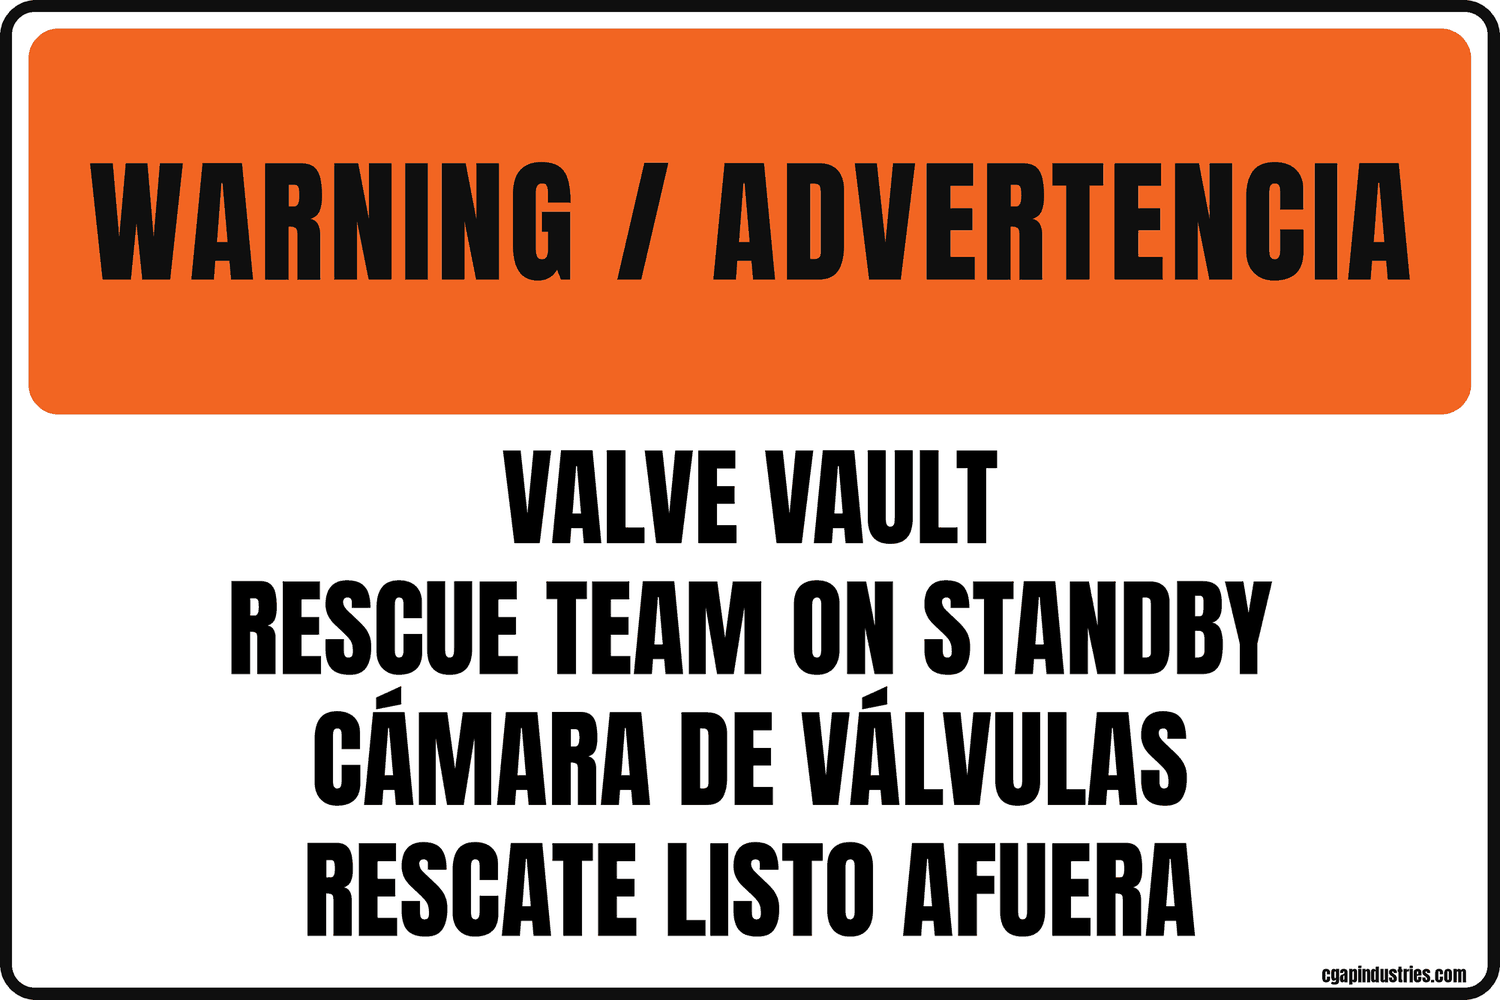 WARNING / ADVERTENCIA
VALVE VAULT
RESCUE TEAM ON STANDBY
CÁMARA DE VÁLVULAS
RESCATE LISTO AFUERA
cgapindustries.com